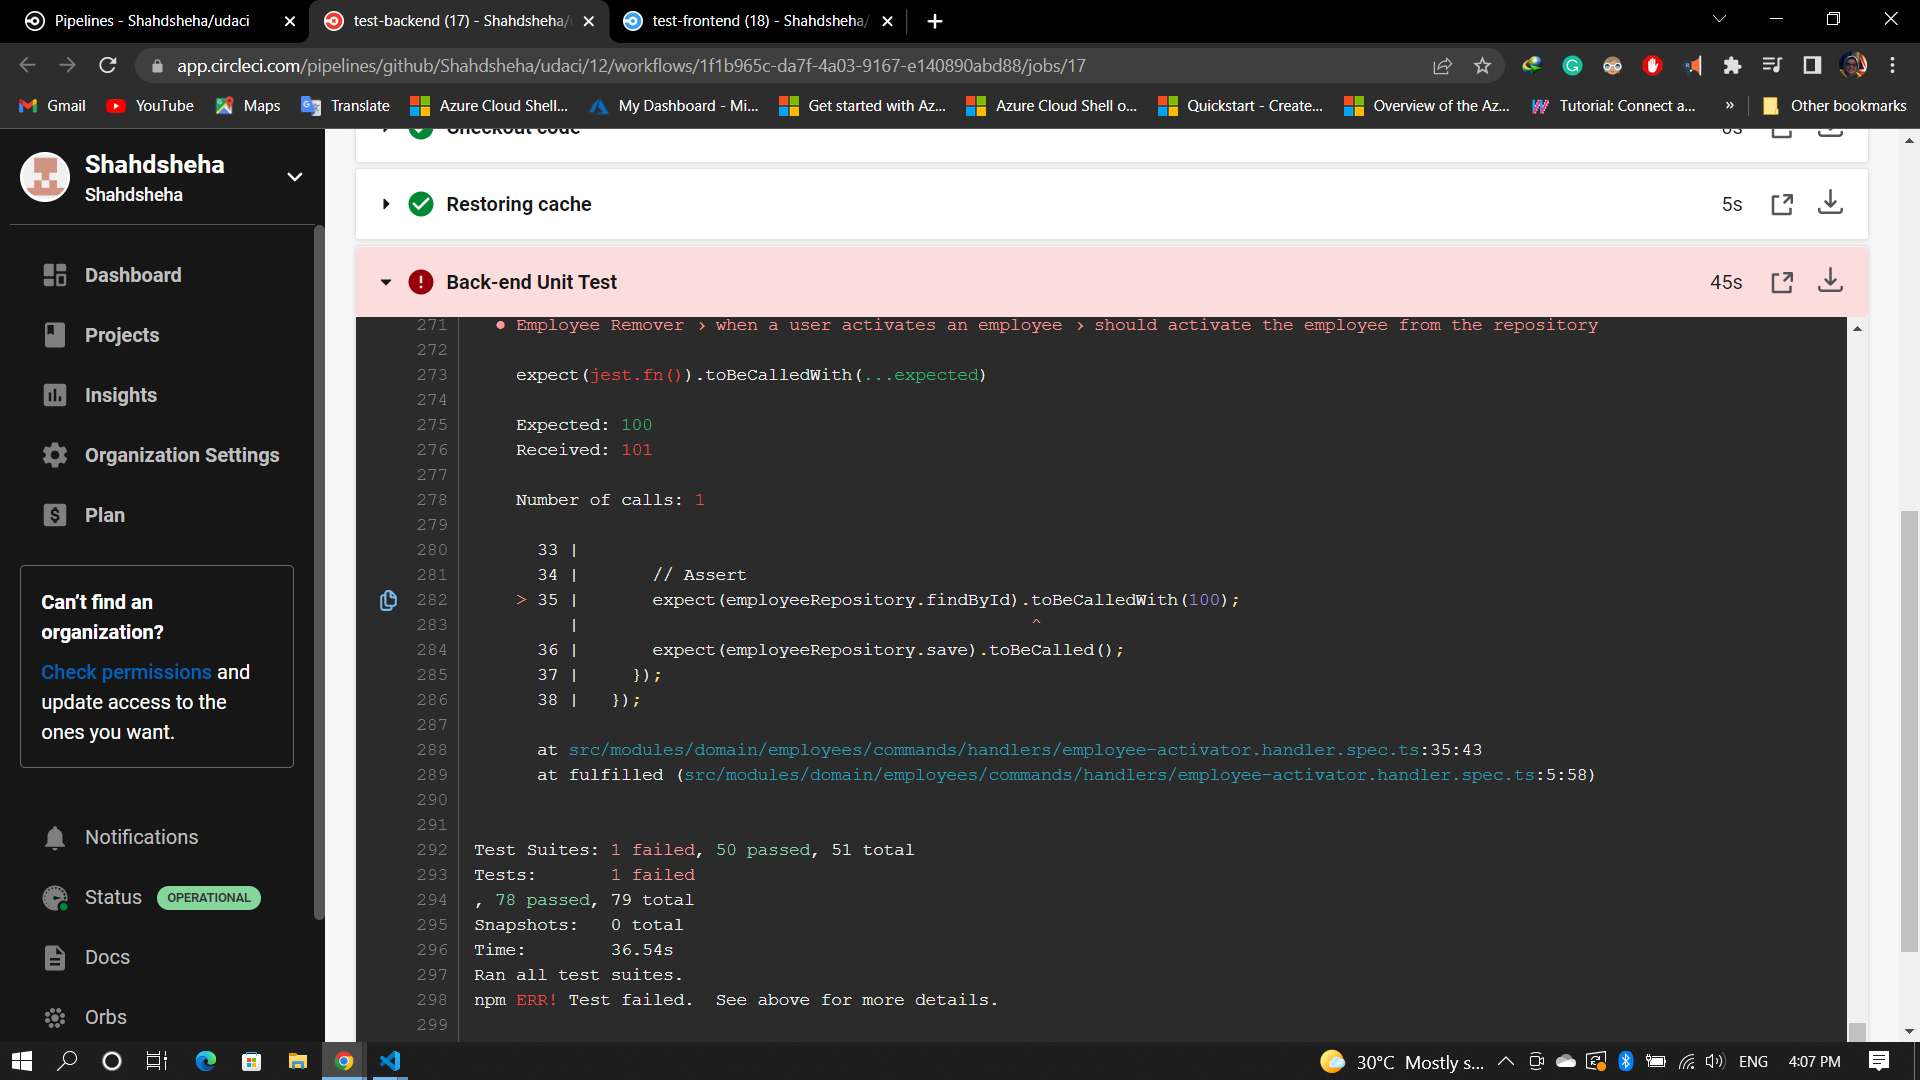 Pipelines - Shahdsheha/udaci
test-backend (17) - Shahdsheha/
test-frontend (18) - Shahdsheha/
app.circleci.com/pipelines/github/Shahdsheha/udaci/12/workflows/1f1b965c-da7f-4a03-9167-e140890abd88/jobs/17
Gmail YouTube Maps Translate Azure Cloud Shell... My Dashboard - Mi... Get started with Az... Azure Cloud Shell o... Quickstart - Create... Overview of the Az... Tutorial: Connect a... » Other bookmarks
Shahdsheha
Shahdsheha
Dashboard
Projects
Insights
Organization Settings
Plan
Can't find an
organization?
Check permissions and
update access to the
ones you want.
Notifications
Status OPERATIONAL
Docs
Orbs
Checkout code
Restoring cache 5s
Back-end Unit Test 45s
271 ● Employee Remover › when a user activates an employee › should activate the employee from the repository
272
273 expect(jest.fn()).toBeCalledWith(...expected)
274
275 Expected: 100
276 Received: 101
277
278 Number of calls: 1
279
280 33 |
281 34 | // Assert
282 > 35 | expect(employeeRepository.findById).toBeCalledWith(100);
283 | ^
284 36 | expect(employeeRepository.save).toBeCalled();
285 37 | });
286 38 | });
287
288 at src/modules/domain/employees/commands/handlers/employee-activator.handler.spec.ts:35:43
289 at fulfilled (src/modules/domain/employees/commands/handlers/employee-activator.handler.spec.ts:5:58)
290
291
292 Test Suites: 1 failed, 50 passed, 51 total
293 Tests: 1 failed
294 , 78 passed, 79 total
295 Snapshots: 0 total
296 Time: 36.54s
297 Ran all test suites.
298 npm ERR! Test failed. See above for more details.
299
30°C Mostly s... ENG 4:07 PM